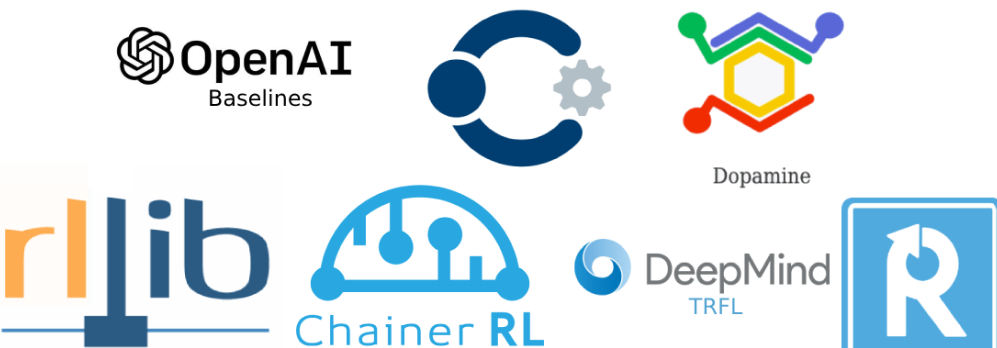 OpenAI
Baselines
Dopamine
rllib
Chainer RL
DeepMind
TRFL
R